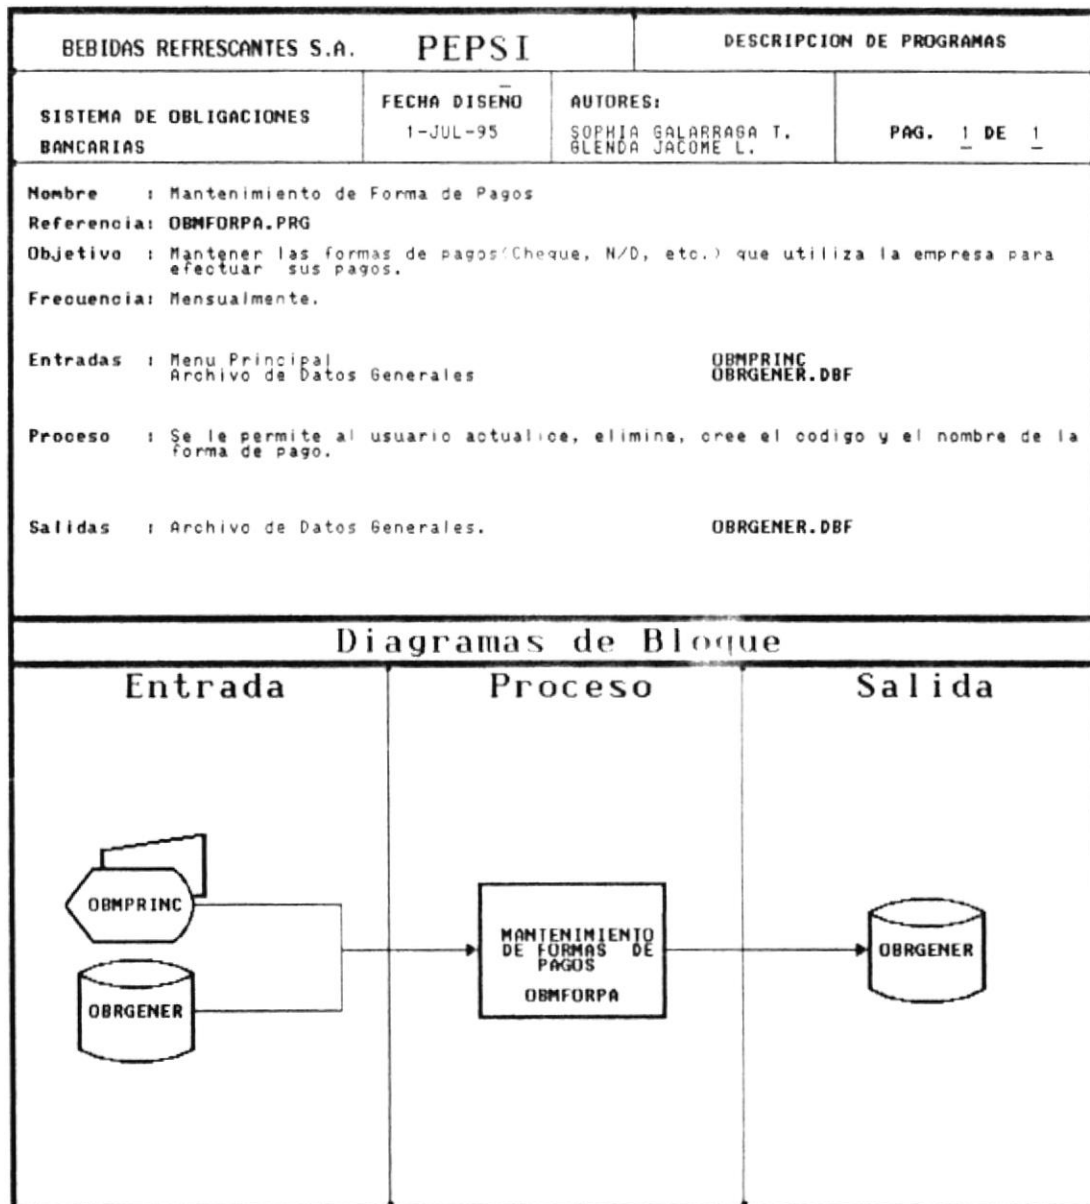 BEBIDAS REFRESCANTES S.A. PEPSI
DESCRIPCION DE PROGRAMAS
SISTEMA DE OBLIGACIONES
BANCARIAS
FECHA DISEÑO
1-JUL-95
AUTORES:
SOPHIA GALARRAGA T.
GLENDA JACOME L.
PAG. 1 DE 1
Nombre : Mantenimiento de Forma de Pagos
Referencia: OBMFORPA.PRG
Objetivo : Mantener las formas de pagos(Cheque, N/D, etc.) que utiliza la empresa para
efectuar sus pagos.
Frecuencia: Mensualmente.
Entradas : Menu Principal OBMPRINC
Archivo de Datos Generales OBRGENER.DBF
Proceso : Se le permite al usuario actualice, elimine, cree el codigo y el nombre de la
forma de pago.
Salidas : Archivo de Datos Generales. OBRGENER.DBF
Diagramas de Bloque
Entrada Proceso Salida
OBMPRINC
OBRGENER
MANTENIMIENTO
DE FORMAS DE
PAGOS
OBMFORPA
OBRGENER